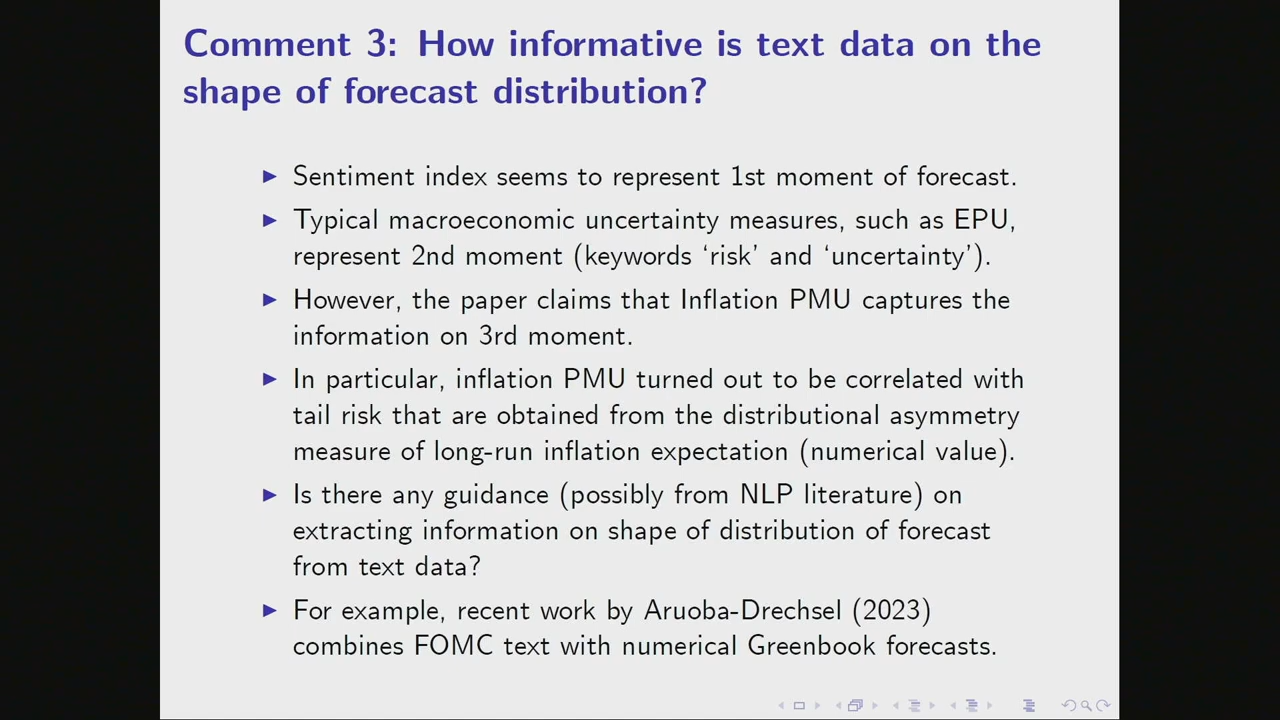 Comment 3: How informative is text data on the
shape of forecast distribution?
Sentiment index seems to represent 1st moment of forecast.
Typical macroeconomic uncertainty measures, such as EPU,
represent 2nd moment (keywords ‘risk’ and ‘uncertainty’).
However, the paper claims that Inflation PMU captures the
information on 3rd moment.
In particular, inflation PMU turned out to be correlated with
tail risk that are obtained from the distributional asymmetry
measure of long-run inflation expectation (numerical value).
Is there any guidance (possibly from NLP literature) on
extracting information on shape of distribution of forecast
from text data?
For example, recent work by Aruoba-Drechsel (2023)
combines FOMC text with numerical Greenbook forecasts.